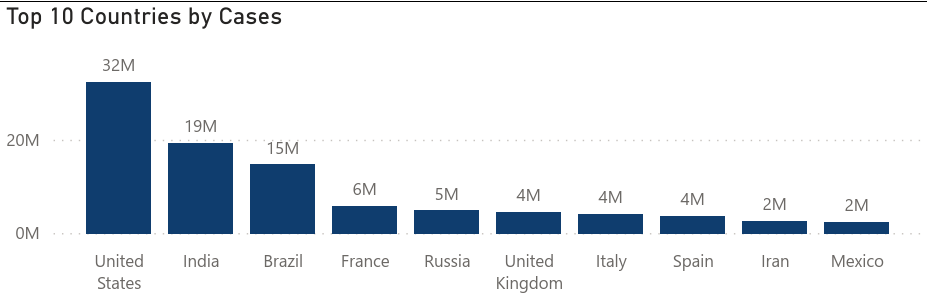 Top 10 Countries by Cases
32M
19M
15M
6M
5M
4M
4M
4M
2M
2M
20M
0M
United
States
India
Brazil
France
Russia
United
Kingdom
Italy
Spain
Iran
Mexico